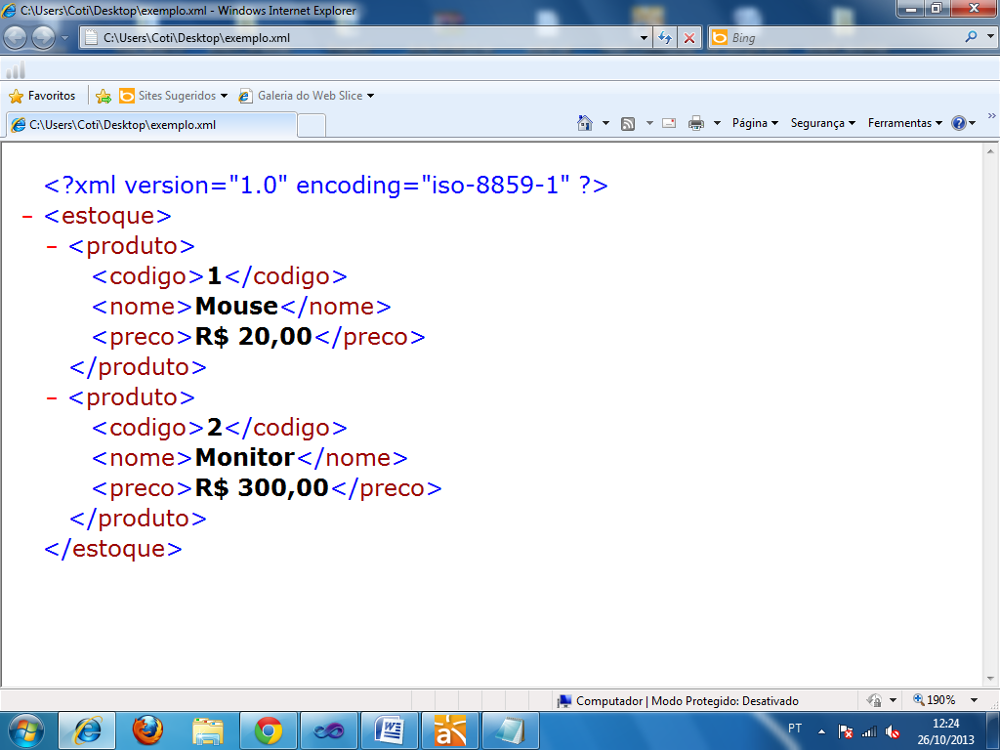 C:\Users\Coti\Desktop\exemplo.xml - Windows Internet Explorer
C:\Users\Coti\Desktop\exemplo.xml
Bing
Favoritos Sites Sugeridos Galeria do Web Slice
C:\Users\Coti\Desktop\exemplo.xml Página Segurança Ferramentas »
<?xml version="1.0" encoding="iso-8859-1" ?>
- <estoque>
- <produto>
<codigo>1</codigo>
<nome>Mouse</nome>
<preco>R$ 20,00</preco>
</produto>
- <produto>
<codigo>2</codigo>
<nome>Monitor</nome>
<preco>R$ 300,00</preco>
</produto>
</estoque>
Computador | Modo Protegido: Desativado 190%
PT 12:24
26/10/2013